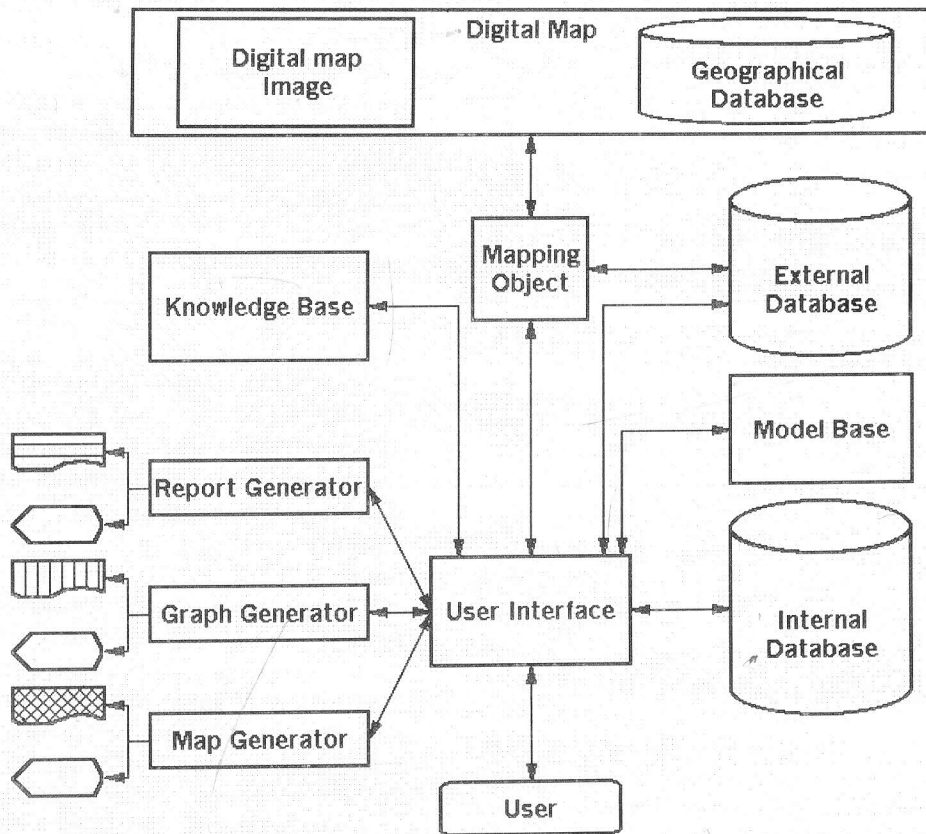 Digital Map
Digital map
Image
Geographical
Database
Mapping
Object
External
Database
Knowledge Base
Model Base
Report Generator
Graph Generator
User Interface
Internal
Database
Map Generator
User